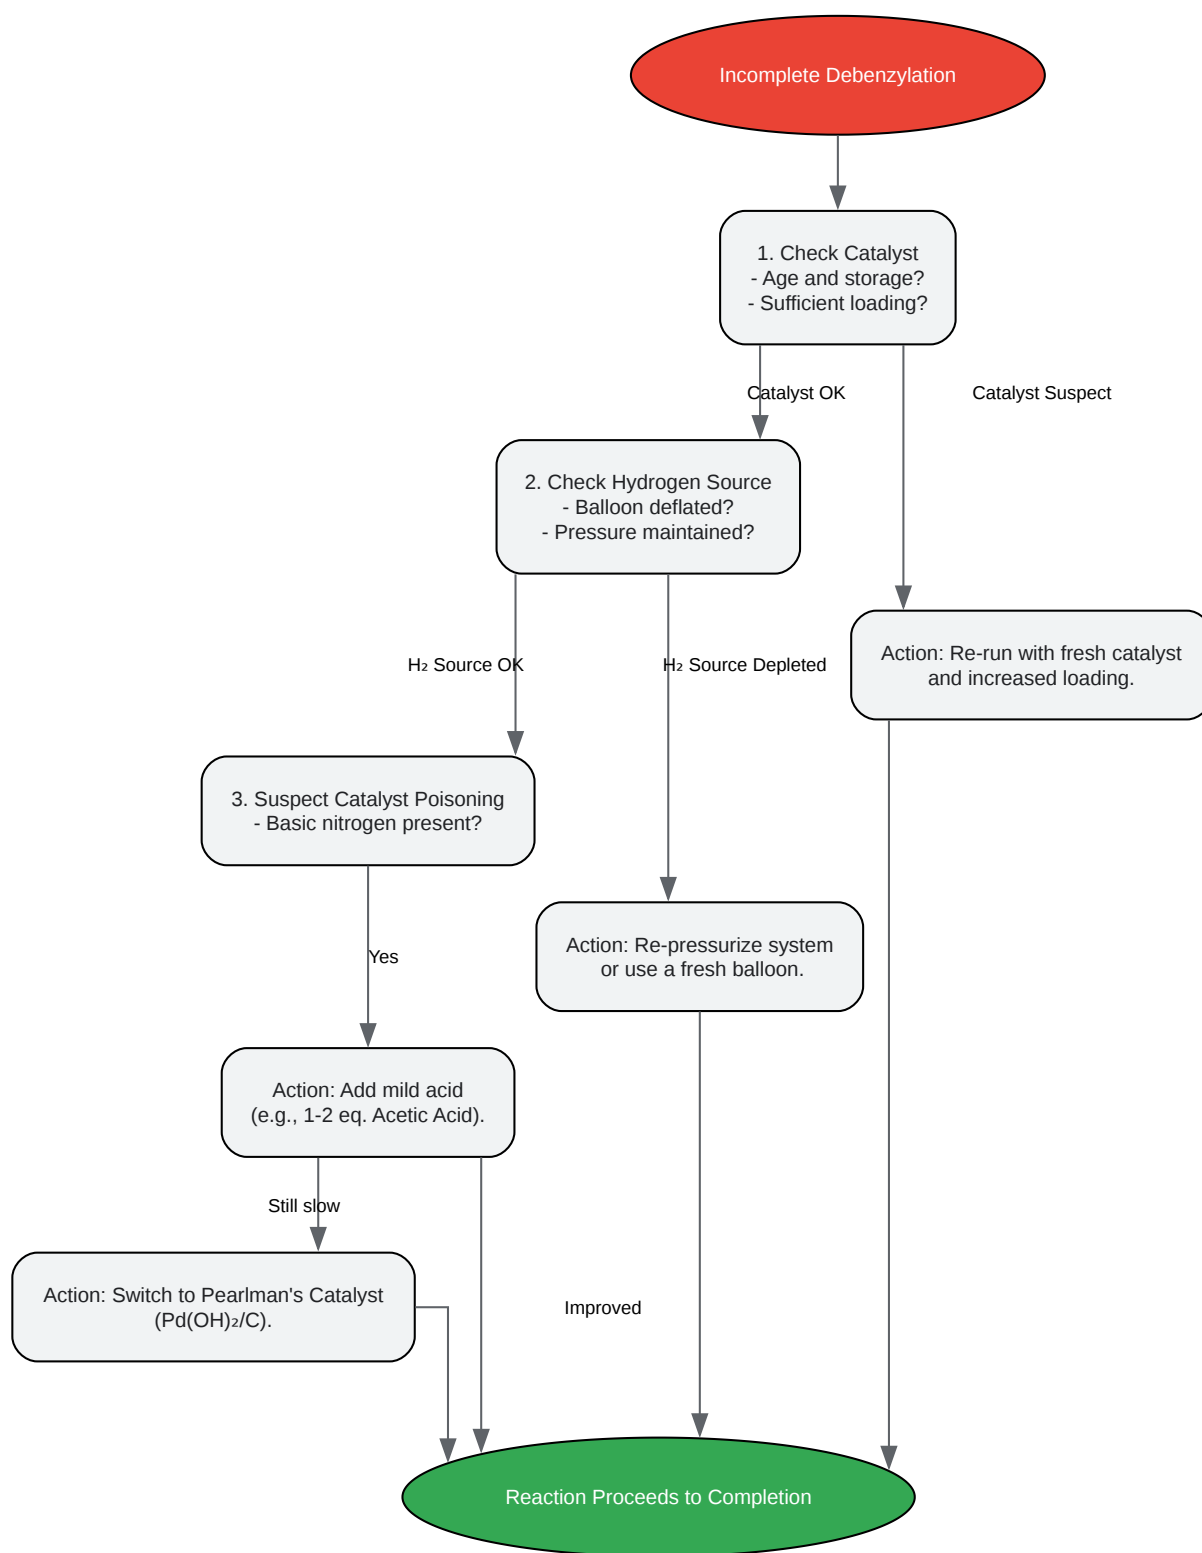 Incomplete Debenzylation
1. Check Catalyst
- Age and storage?
- Sufficient loading?
Catalyst OK
Catalyst Suspect
2. Check Hydrogen Source
- Balloon deflated?
- Pressure maintained?
H₂ Source OK
H₂ Source Depleted
Action: Re-run with fresh catalyst
and increased loading.
3. Suspect Catalyst Poisoning
- Basic nitrogen present?
Yes
Action: Re-pressurize system
or use a fresh balloon.
Action: Add mild acid
(e.g., 1-2 eq. Acetic Acid).
Still slow
Action: Switch to Pearlman's Catalyst
(Pd(OH)₂/C).
Improved
Reaction Proceeds to Completion